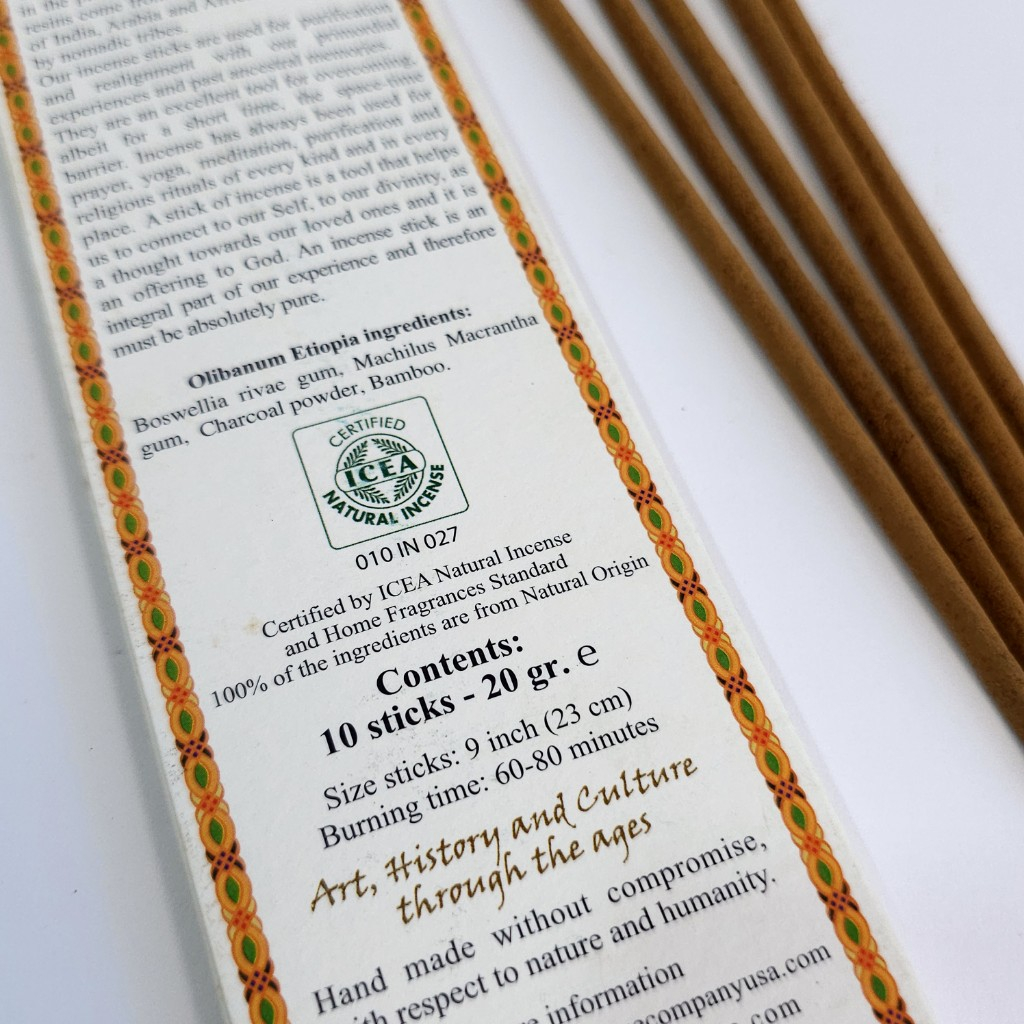 in the
resins come from
of India, Arabia and
by nomadic tribes.
Our incense sticks are used for purification
and realignment with our primordial
experiences and past ancestral memories.
They are an excellent tool for overcoming,
albeit for a short time, the space-time
barrier. Incense has always been used for
prayer, yoga, meditation, purification and
religious rituals of every kind and in every
place. A stick of incense is a tool that helps
us to connect to our Self, to our divinity, as
a thought towards our loved ones and it is
an offering to God. An incense stick is an
integral part of our experience and therefore
must be absolutely pure.
Olibanum Etiopia ingredients:
Boswellia rivae gum, Machilus Macrantha
gum, Charcoal powder, Bamboo.
CERTIFIED
ICEA
NATURAL INCENSE
010 IN 027
Certified by ICEA Natural Incense
and Home Fragrances Standard
100% of the ingredients are from Natural Origin
Contents:
10 sticks - 20 gr. ℮
Size sticks: 9 inch (23 cm)
Burning time: 60-80 minutes
Art, History and Culture
through the ages
Hand made without compromise,
respect to nature and humanity.
information
companyusa.com
.com